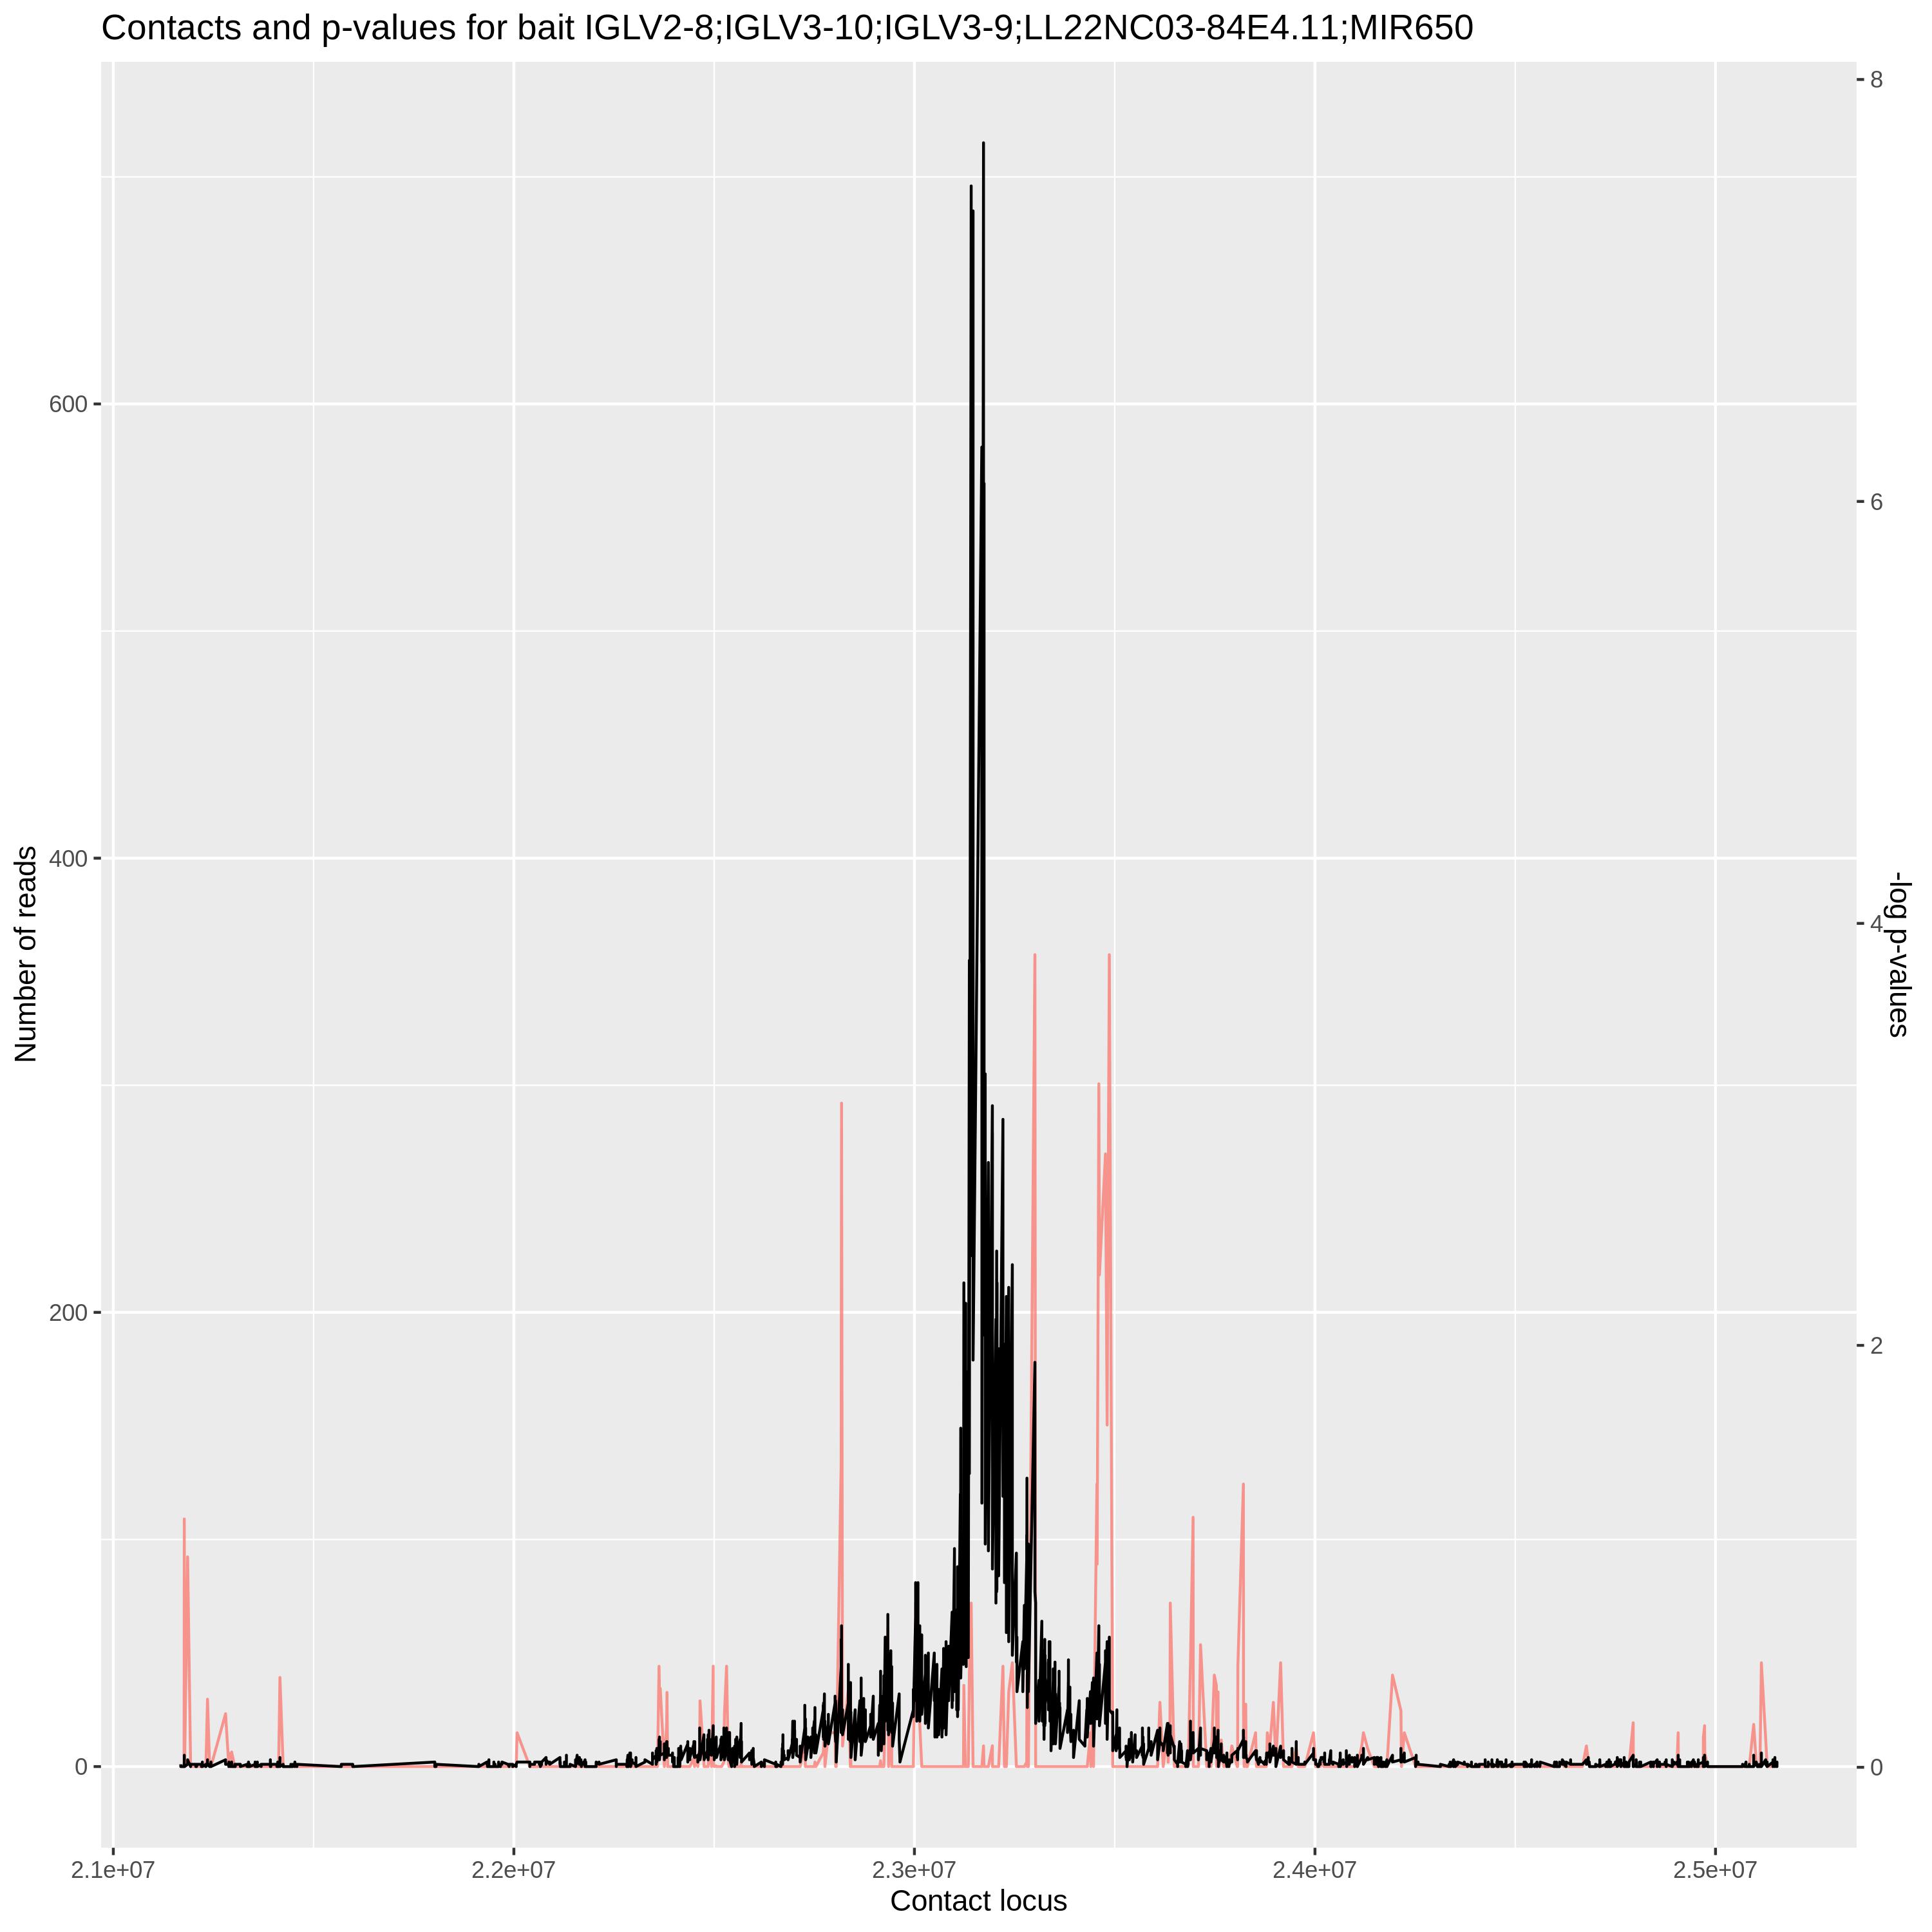 Contacts and p-values for bait IGLV2-8;IGLV3-10;IGLV3-9;LL22NC03-84E4.11;MIR650
8
6
4
2
0
600
400
200
0
Number of reads
-log p-values
2.1e+07 2.2e+07 2.3e+07 2.4e+07 2.5e+07
Contact locus